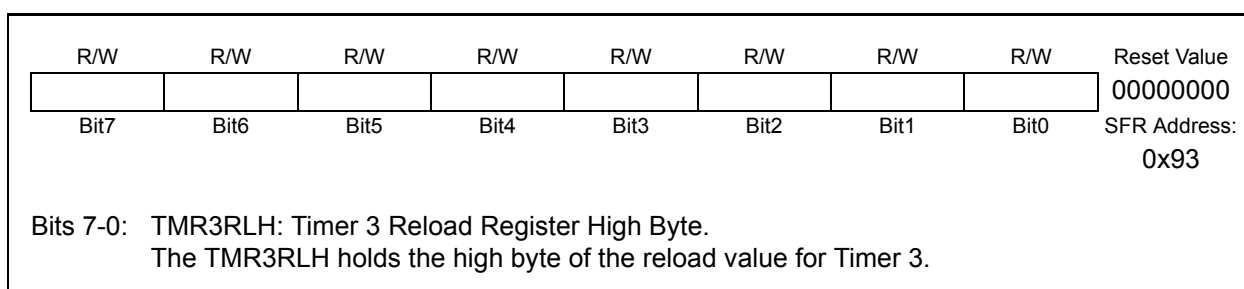 R/W R/W R/W R/W R/W R/W R/W R/W Reset Value
00000000
Bit7 Bit6 Bit5 Bit4 Bit3 Bit2 Bit1 Bit0 SFR Address:
0x93
Bits 7-0: TMR3RLH: Timer 3 Reload Register High Byte.
The TMR3RLH holds the high byte of the reload value for Timer 3.